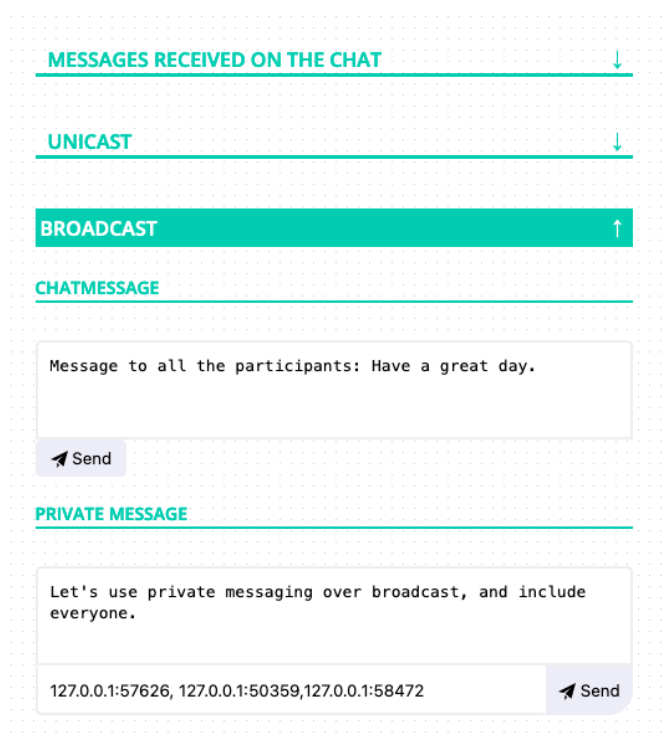 MESSAGES RECEIVED ON THE CHAT ↓
UNICAST ↓
BROADCAST ↑
CHATMESSAGE
Message to all the participants: Have a great day.
Send
PRIVATE MESSAGE
Let's use private messaging over broadcast, and include
everyone.
127.0.0.1:57626, 127.0.0.1:50359,127.0.0.1:58472 Send